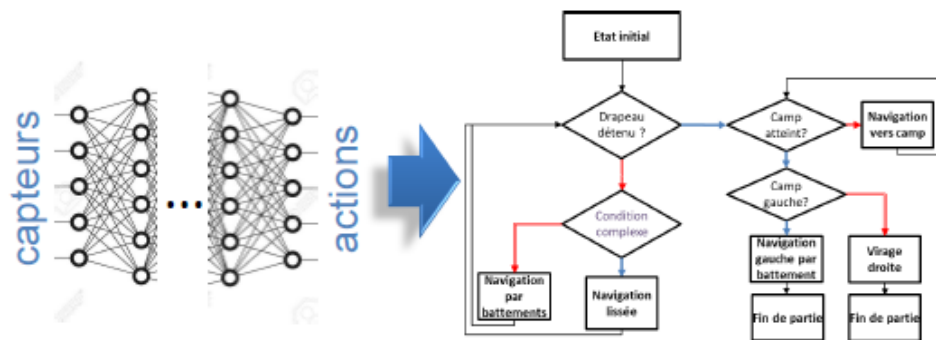 capteurs
...
actions
Etat initial
Drapeau
détenu ?
Camp
atteint?
Navigation
vers camp
Condition
complexe
Camp
gauche?
Navigation
par
battements
Navigation
lissée
Navigation
gauche par
battement
Virage
droite
Fin de partie
Fin de partie